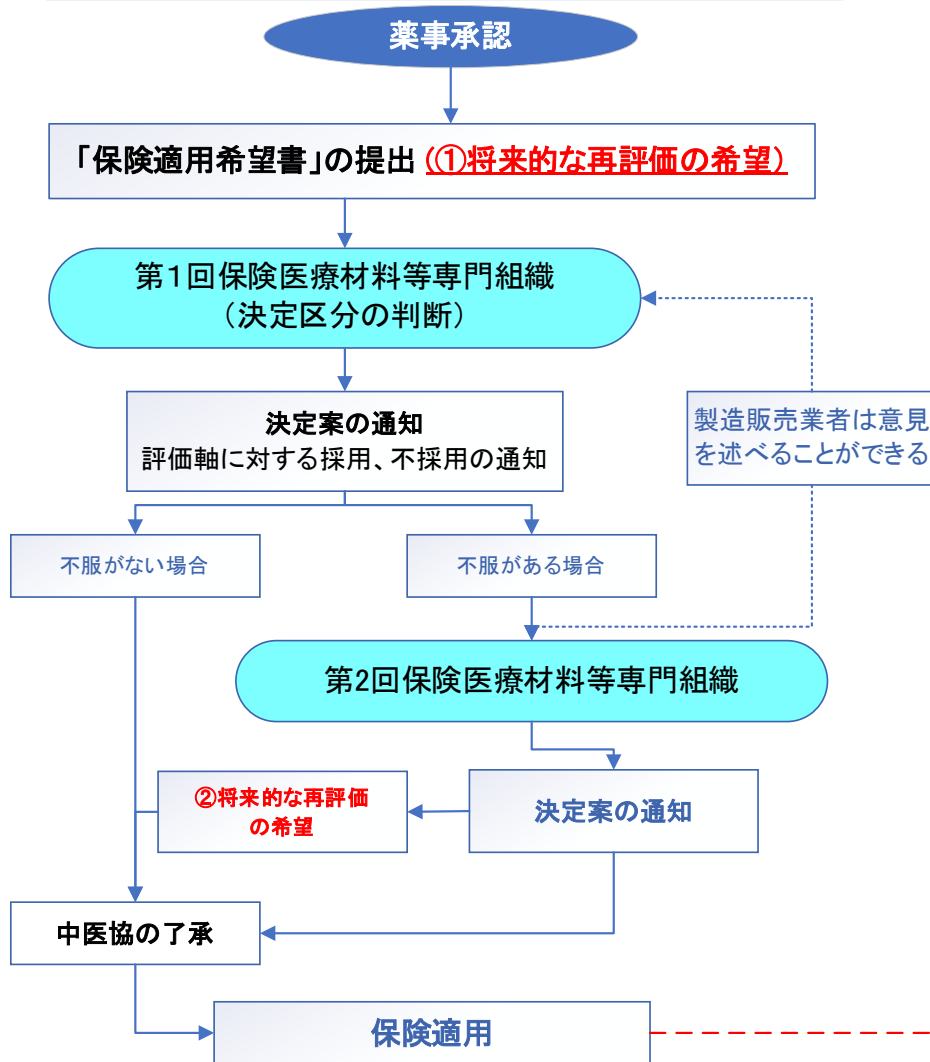 薬事承認
「保険適用希望書」の提出 (①将来的な再評価の希望)
第１回保険医療材料等専門組織
（決定区分の判断）
決定案の通知
評価軸に対する採用、不採用の通知
製造販売業者は意見
を述べることができる
不服がない場合
不服がある場合
第2回保険医療材料等専門組織
②将来的な再評価
の希望
決定案の通知
中医協の了承
保険適用